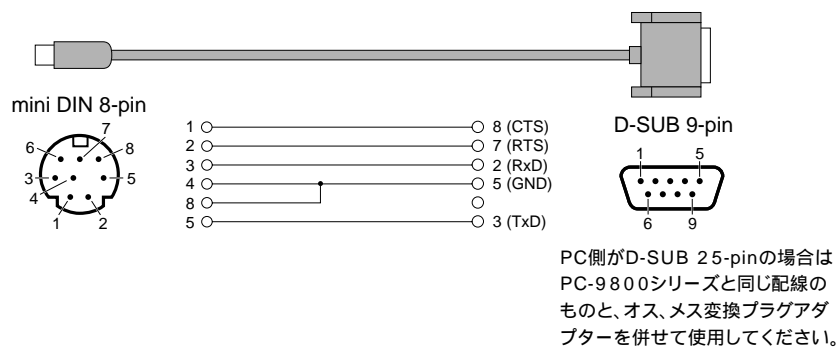 mini DIN 8-pin
7
6
8
3
5
4
1
2
1 8 (CTS)
2 7 (RTS)
3 2 (RxD)
4 5 (GND)
8
5 3 (TxD)
D-SUB 9-pin
1 5
6 9
PC側がD-SUB 25-pinの場合は
PC-9800シリーズと同じ配線の
ものと、オス、メス変換プラグアダ
プターを併せて使用してください。